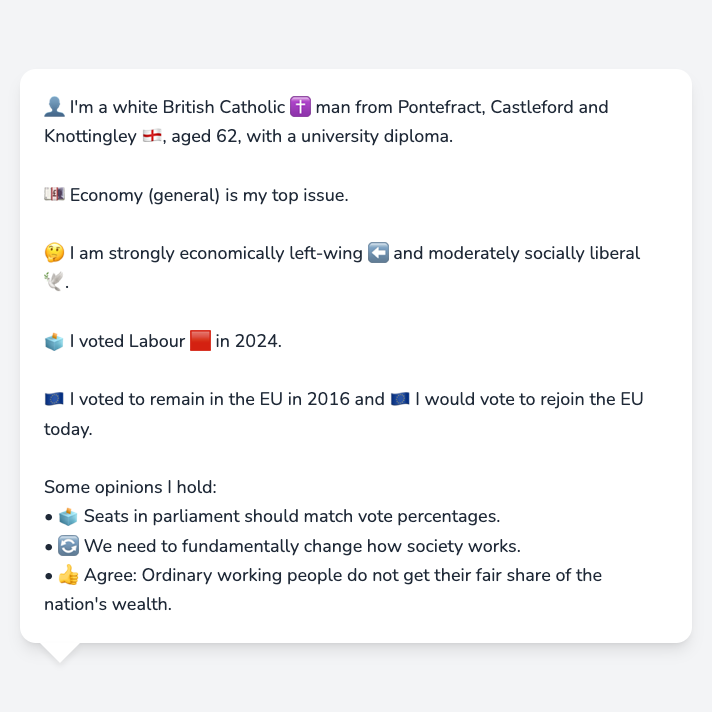 👤 I'm a white British Catholic ✝️ man from Pontefract, Castleford and
Knottingley 🏴󠁧󠁢󠁥󠁮󠁧󠁿, aged 62, with a university diploma.
💷 Economy (general) is my top issue.
🤔 I am strongly economically left-wing ⬅️ and moderately socially liberal
🕊️.
🗳️ I voted Labour 🟥 in 2024.
🇪🇺 I voted to remain in the EU in 2016 and 🇪🇺 I would vote to rejoin the EU
today.
Some opinions I hold:
• 🗳️ Seats in parliament should match vote percentages.
• 🔄 We need to fundamentally change how society works.
• 👍 Agree: Ordinary working people do not get their fair share of the
nation's wealth.